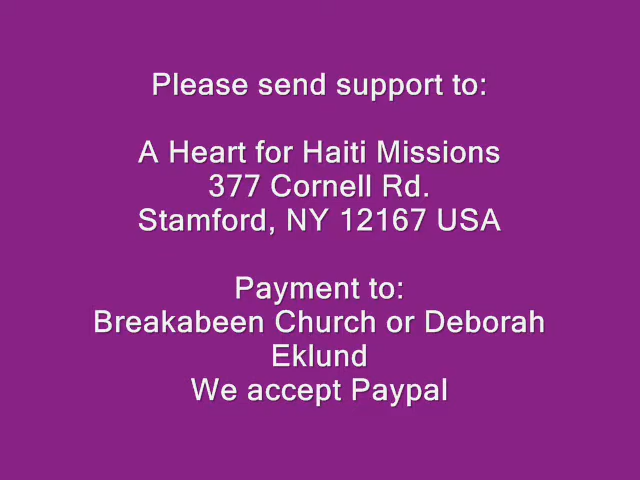 Please send support to:
A Heart for Haiti Missions
377 Cornell Rd.
Stamford, NY 12167 USA
Payment to:
Breakabeen Church or Deborah
Eklund
We accept Paypal